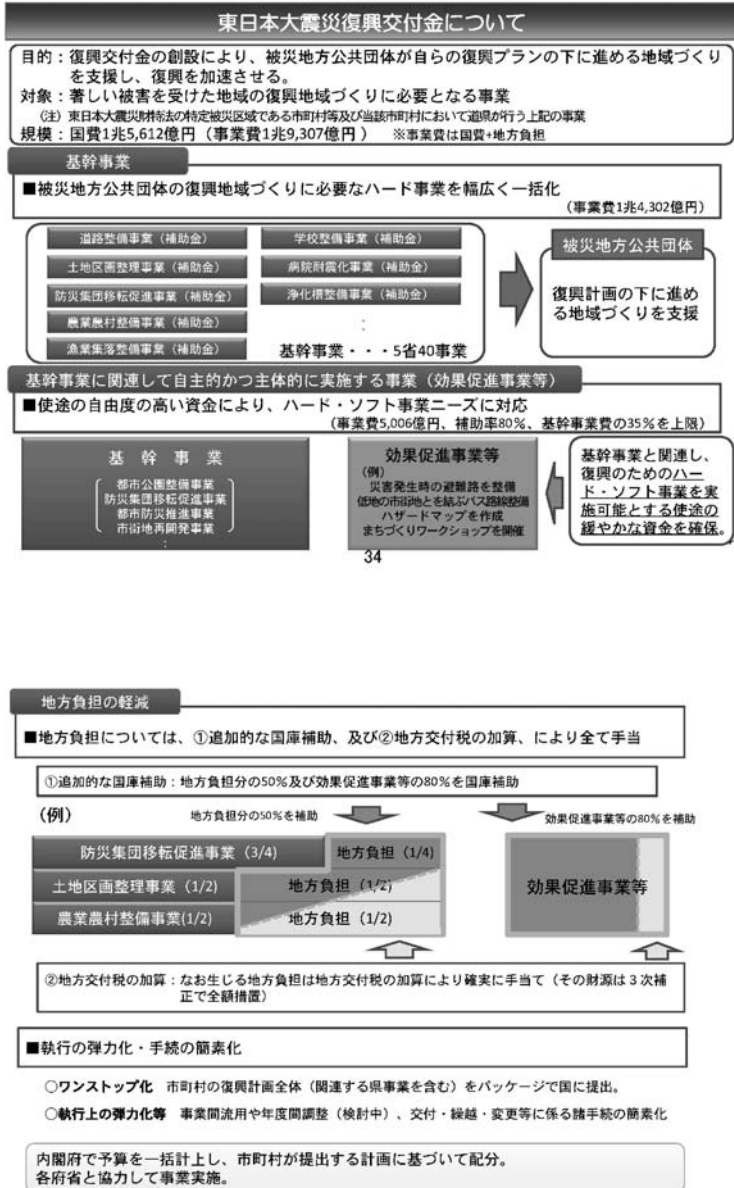 東日本大震災復興交付金について
目的：復興交付金の創設により、被災地方公共団体が自らの復興プランの下に進める地域づくり
を支援し、復興を加速させる。
対象：著しい被害を受けた地域の復興地域づくりに必要となる事業
（注）東日本大震災財特法の特定被災区域である市町村等及び当該市町村において道県が行う上記の事業
規模：国費1兆5,612億円（事業費1兆9,307億円） ※事業費は国費+地方負担
基幹事業
■被災地方公共団体の復興地域づくりに必要なハード事業を幅広く一括化
（事業費1兆4,302億円）
道路整備事業（補助金）
土地区画整理事業（補助金）
防災集団移転促進事業（補助金）
農業農村整備事業（補助金）
漁業集落整備事業（補助金）
学校整備事業（補助金）
病院耐震化事業（補助金）
浄化槽整備事業（補助金）
：
基幹事業・・・5省40事業
被災地方公共団体
復興計画の下に進め
る地域づくりを支援
基幹事業に関連して自主的かつ主体的に実施する事業（効果促進事業等）
■使途の自由度の高い資金により、ハード・ソフト事業ニーズに対応
（事業費5,006億円、補助率80%、基幹事業費の35%を上限）
基 幹 事 業
都市公園整備事業
防災集団移転促進事業
都市防災推進事業
市街地再開発事業
：
効果促進事業等
（例）
災害発生時の避難路を整備
低地の市街地とを結ぶバス路線整備
ハザードマップを作成
まちづくりワークショップを開催
基幹事業と関連し、
復興のためのハー
ド・ソフト事業を実
施可能とする使途の
緩やかな資金を確保。
34
地方負担の軽減
■地方負担については、①追加的な国庫補助、及び②地方交付税の加算、により全て手当
①追加的な国庫補助：地方負担分の50%及び効果促進事業等の80%を国庫補助
（例）
地方負担分の50%を補助
効果促進事業等の80%を補助
防災集団移転促進事業（3/4） 地方負担（1/4）
土地区画整理事業（1/2） 地方負担（1/2）
農業農村整備事業(1/2) 地方負担（1/2）
効果促進事業等
②地方交付税の加算：なお生じる地方負担は地方交付税の加算により確実に手当て（その財源は３次補
正で全額措置）
■執行の弾力化・手続の簡素化
○ワンストップ化 市町村の復興計画全体（関連する県事業を含む）をパッケージで国に提出。
○執行上の弾力化等 事業間流用や年度間調整（検討中）、交付・繰越・変更等に係る諸手続の簡素化
内閣府で予算を一括計上し、市町村が提出する計画に基づいて配分。
各府省と協力して事業実施。